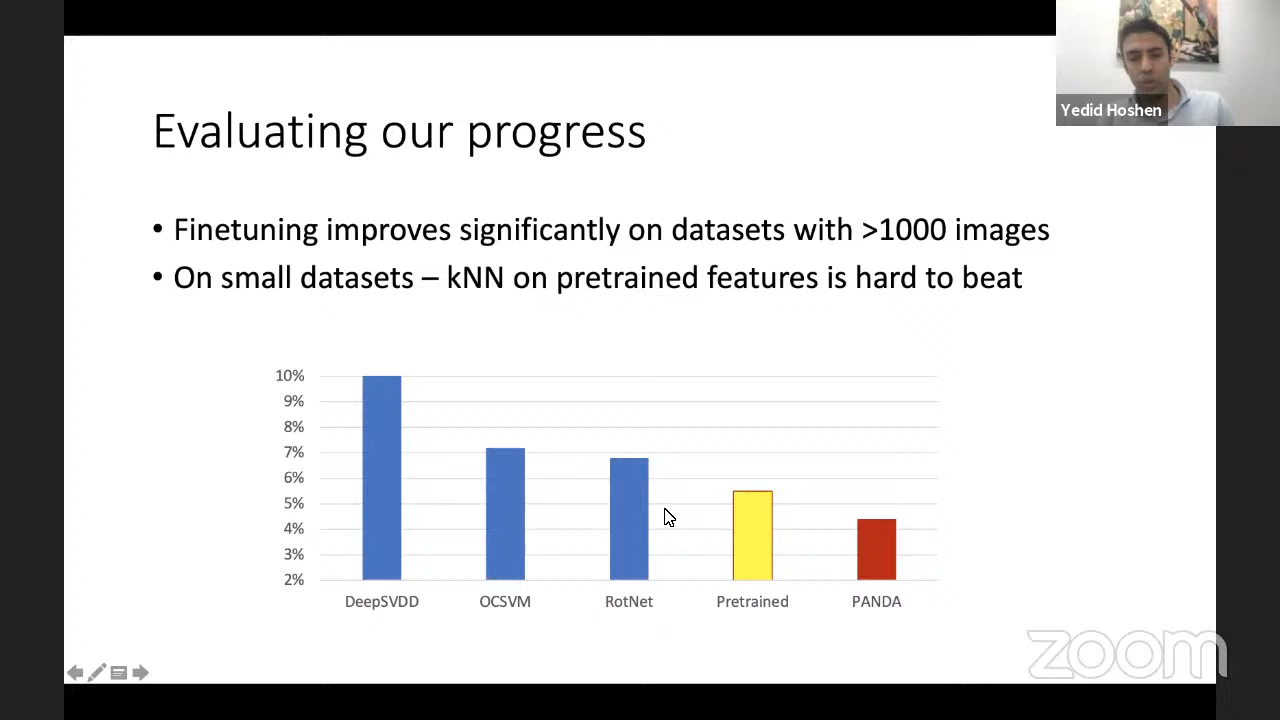 Yedid Hoshen
Evaluating our progress
• Finetuning improves significantly on datasets with >1000 images
• On small datasets – kNN on pretrained features is hard to beat
10%
9%
8%
7%
6%
5%
4%
3%
2%
DeepSVDD OCSVM RotNet Pretrained PANDA
zoom